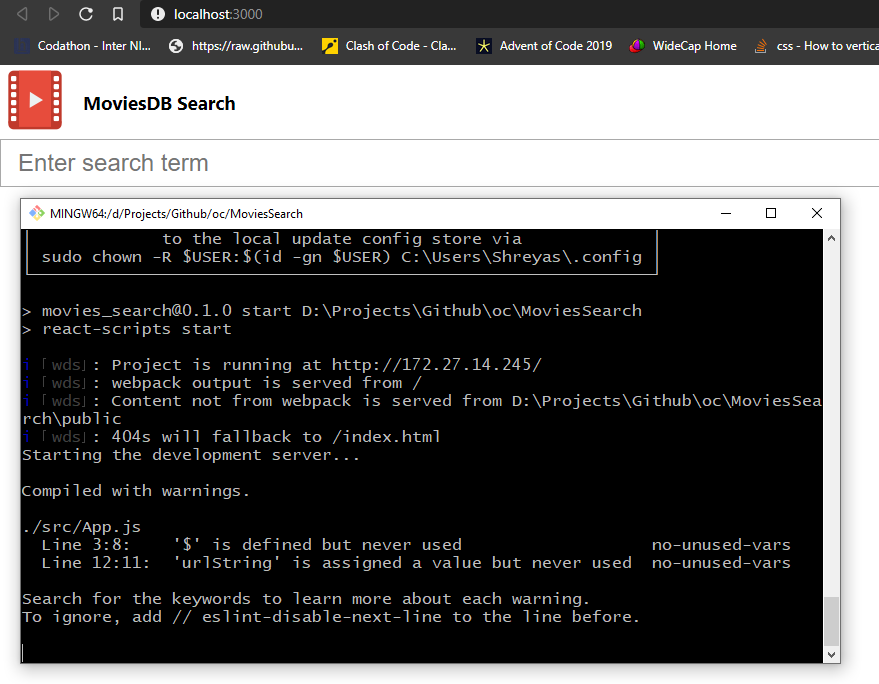 localhost:3000
Codathon - Inter NI... https://raw.githubu... Clash of Code - Cla... Advent of Code 2019 WideCap Home css - How to vertica
MoviesDB Search
Enter search term
MINGW64:/d/Projects/Github/oc/MoviesSearch
to the local update config store via
sudo chown -R $USER:$(id -gn $USER) C:\Users\Shreyas\.config
> movies_search@0.1.0 start D:\Projects\Github\oc\MoviesSearch
> react-scripts start
i ｢wds｣: Project is running at http://172.27.14.245/
i ｢wds｣: webpack output is served from /
i ｢wds｣: Content not from webpack is served from D:\Projects\Github\oc\MoviesSea
rch\public
i ｢wds｣: 404s will fallback to /index.html
Starting the development server...
Compiled with warnings.
./src/App.js
Line 3:8: '$' is defined but never used no-unused-vars
Line 12:11: 'urlString' is assigned a value but never used no-unused-vars
Search for the keywords to learn more about each warning.
To ignore, add // eslint-disable-next-line to the line before.